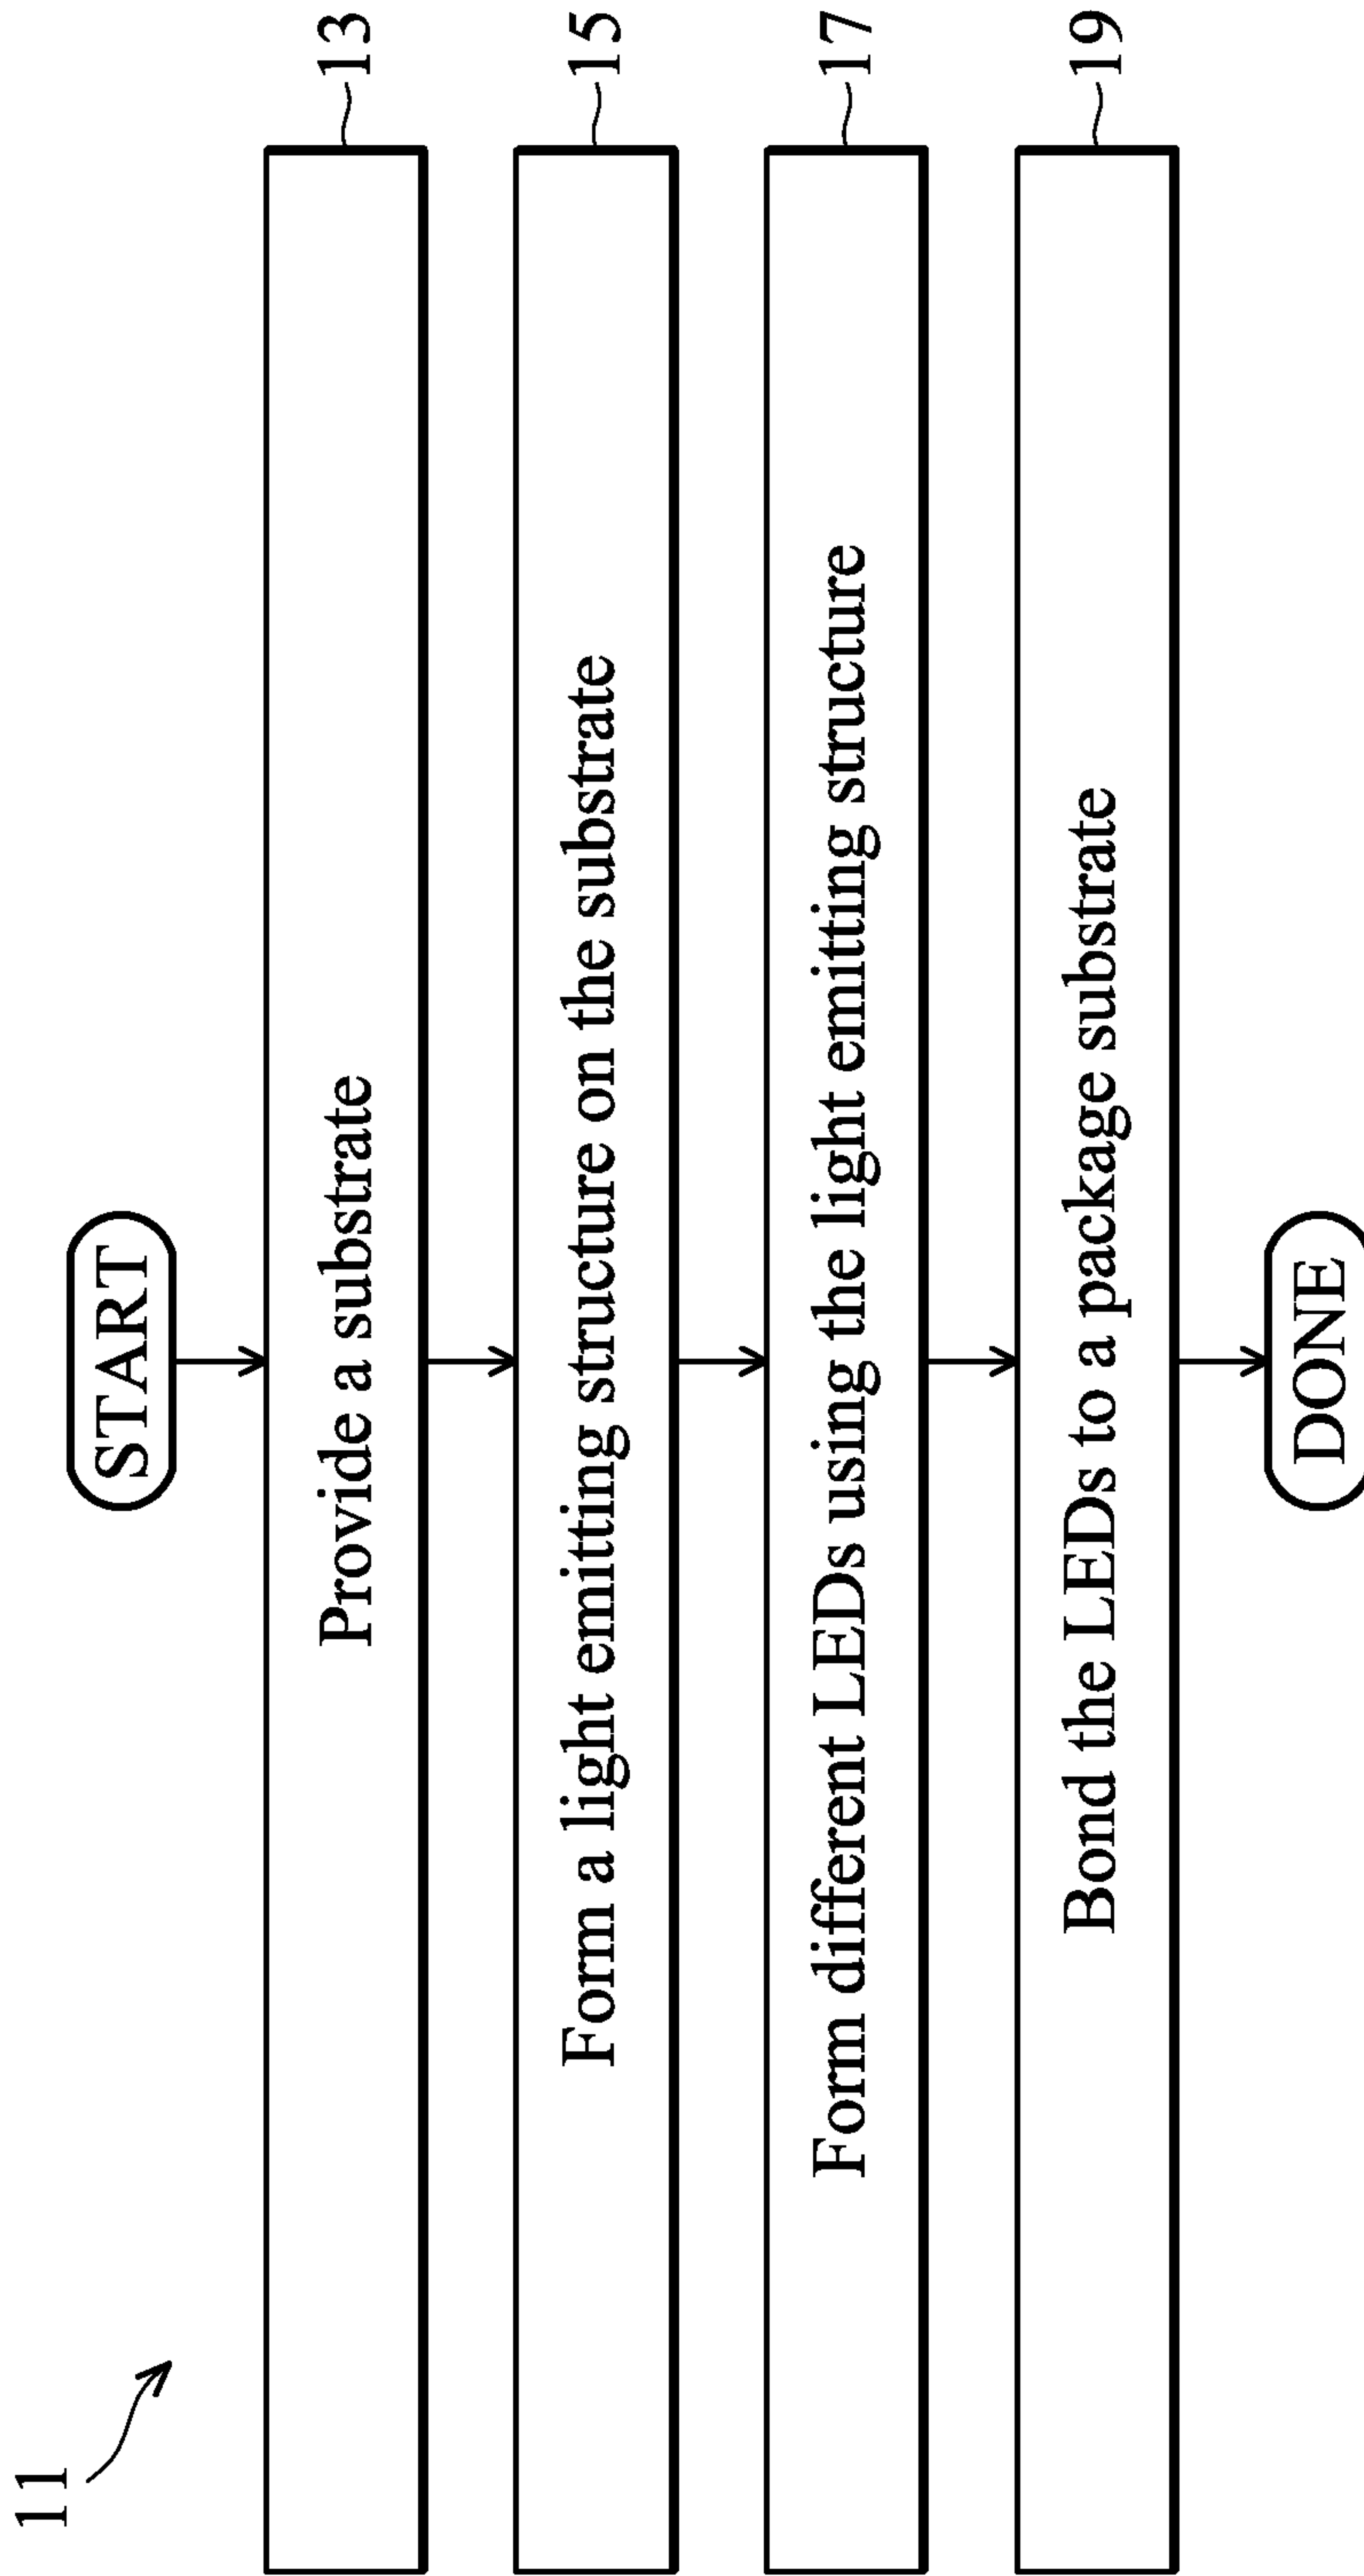 11
START
Provide a substrate
13
Form a light emitting structure on the substrate
15
Form different LEDs using the light emitting structure
17
Bond the LEDs to a package substrate
19
DONE